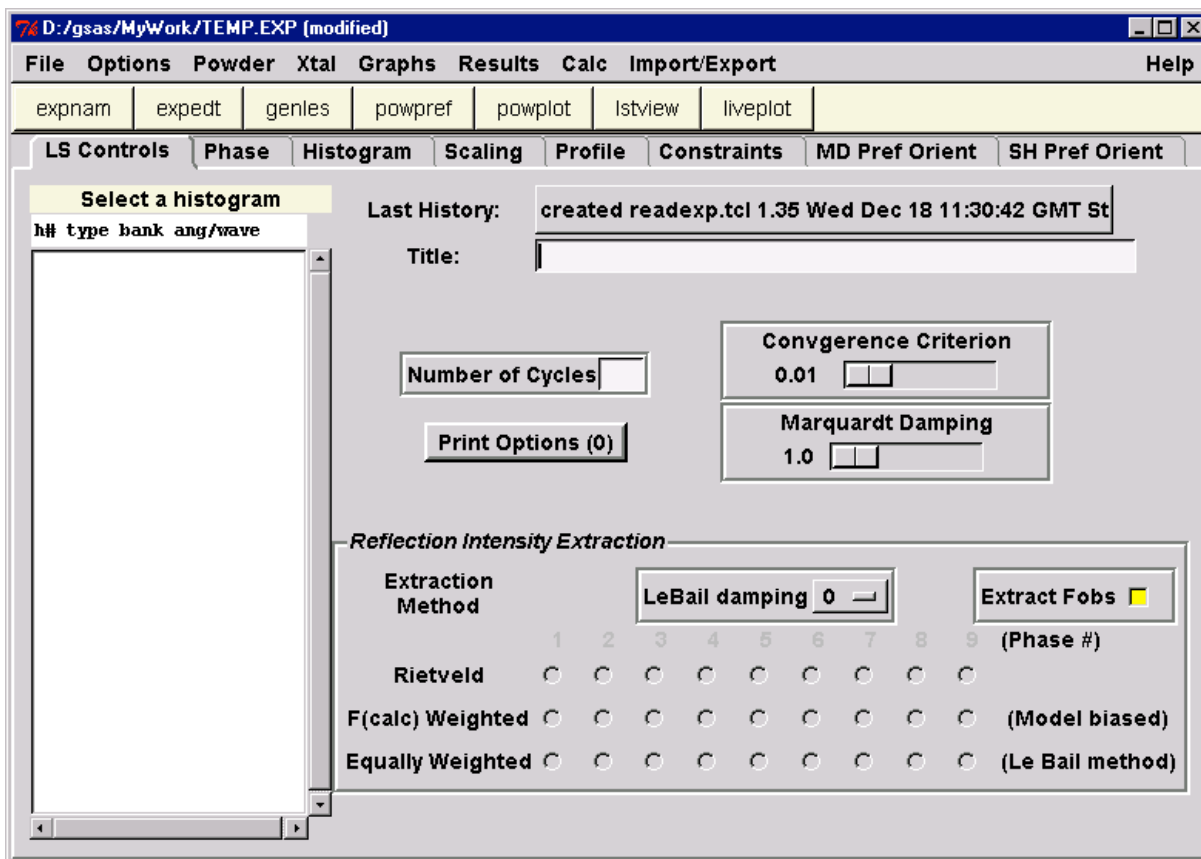 D:/gsas/MyWork/TEMP.EXP (modified)
File Options Powder Xtal Graphs Results Calc Import/Export Help
expnam expedt genles powpref powplot lstview liveplot
LS Controls Phase Histogram Scaling Profile Constraints MD Pref Orient SH Pref Orient
Select a histogram
h# type bank ang/wave
Last History: created readexp.tcl 1.35 Wed Dec 18 11:30:42 GMT St
Title:
Number of Cycles
Convgerence Criterion
0.01
Print Options (0)
Marquardt Damping
1.0
Reflection Intensity Extraction
Extraction
Method
LeBail damping 0
Extract Fobs
1 2 3 4 5 6 7 8 9 (Phase #)
Rietveld
F(calc) Weighted (Model biased)
Equally Weighted (Le Bail method)